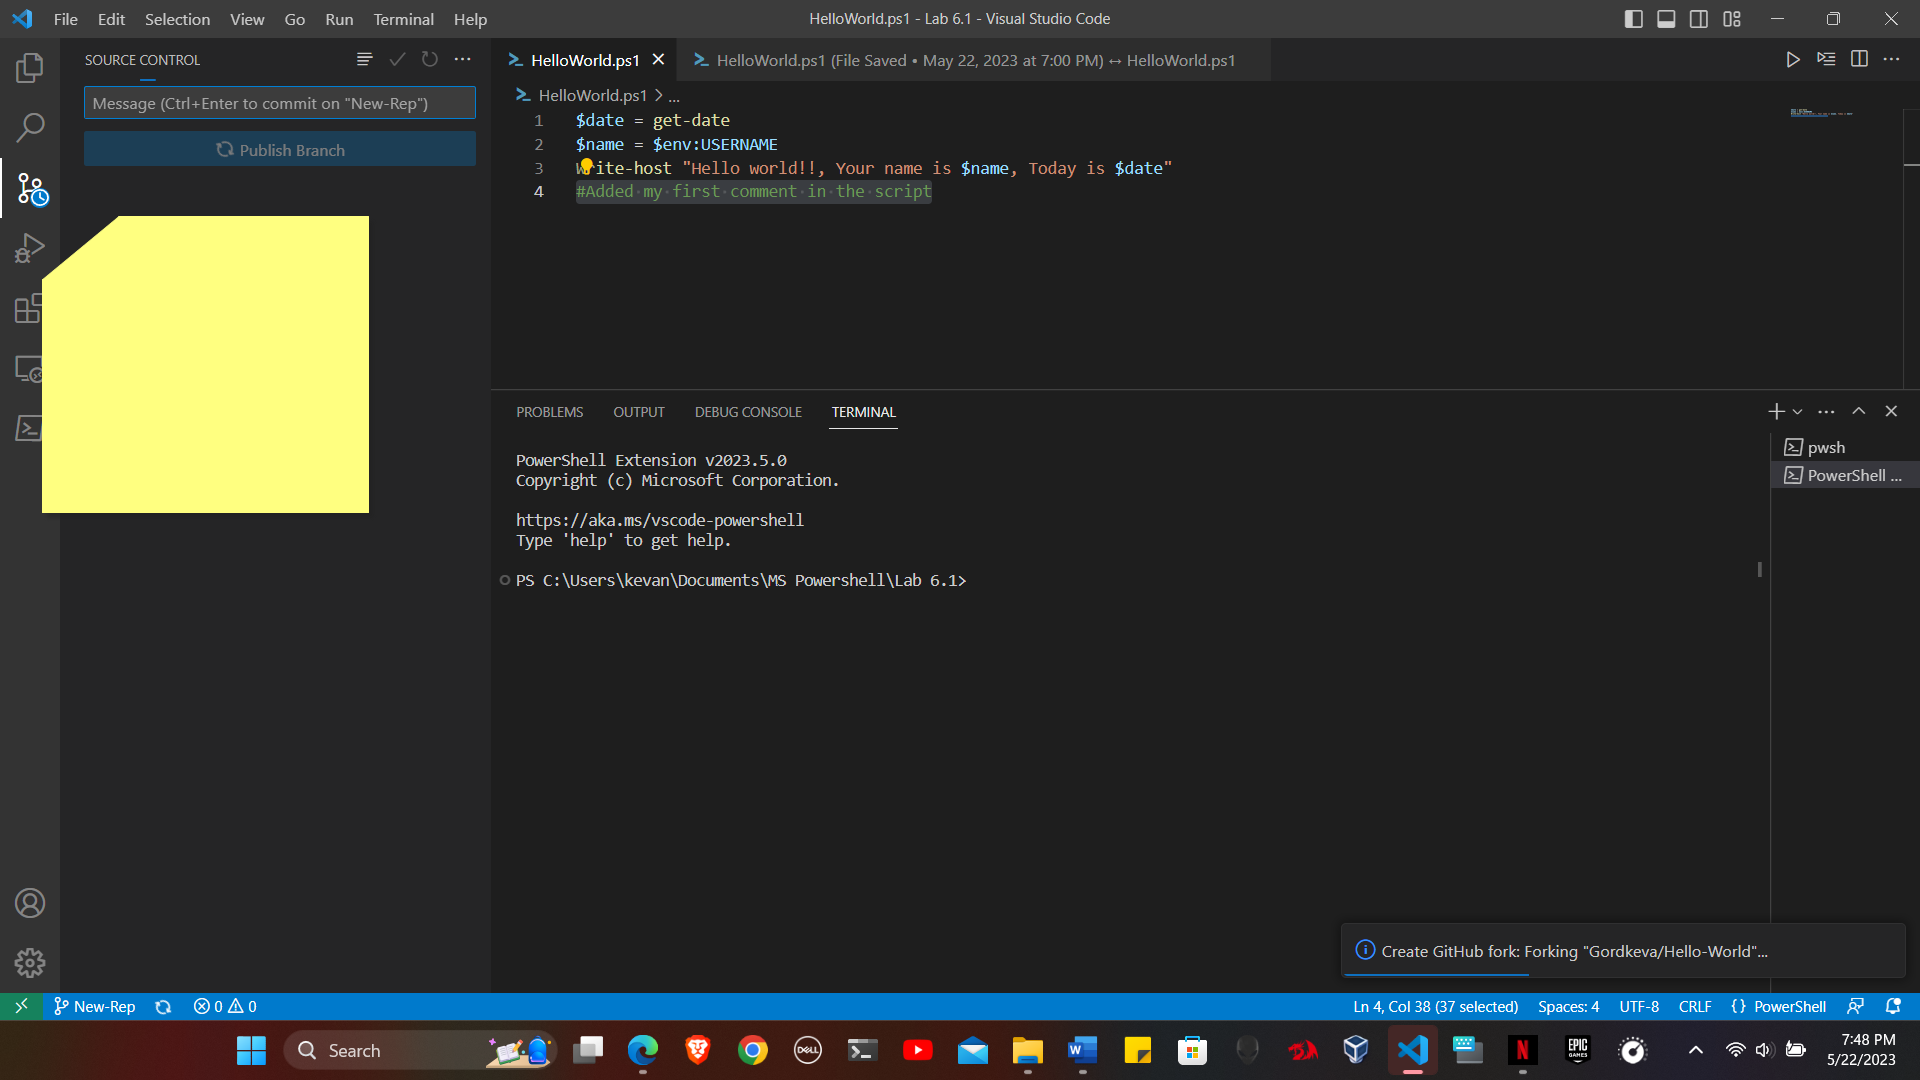 File Edit Selection View Go Run Terminal Help
HelloWorld.ps1 - Lab 6.1 - Visual Studio Code
SOURCE CONTROL
HelloWorld.ps1
HelloWorld.ps1 (File Saved • May 22, 2023 at 7:00 PM) ↔ HelloWorld.ps1
Message (Ctrl+Enter to commit on "New-Rep")
Publish Branch
HelloWorld.ps1 > ...
1 $date = get-date
2 $name = $env:USERNAME
3 Write-host "Hello world!!, Your name is $name, Today is $date"
4 #Added my first comment in the script
PROBLEMS OUTPUT DEBUG CONSOLE TERMINAL
pwsh
PowerShell ...
PowerShell Extension v2023.5.0
Copyright (c) Microsoft Corporation.
https://aka.ms/vscode-powershell
Type 'help' to get help.
PS C:\Users\kevan\Documents\MS Powershell\Lab 6.1>
Create GitHub fork: Forking "Gordkeva/Hello-World"...
New-Rep 0 0
Ln 4, Col 38 (37 selected) Spaces: 4 UTF-8 CRLF {} PowerShell
Search
DELL
W
N
EPIC GAMES
7:48 PM
5/22/2023